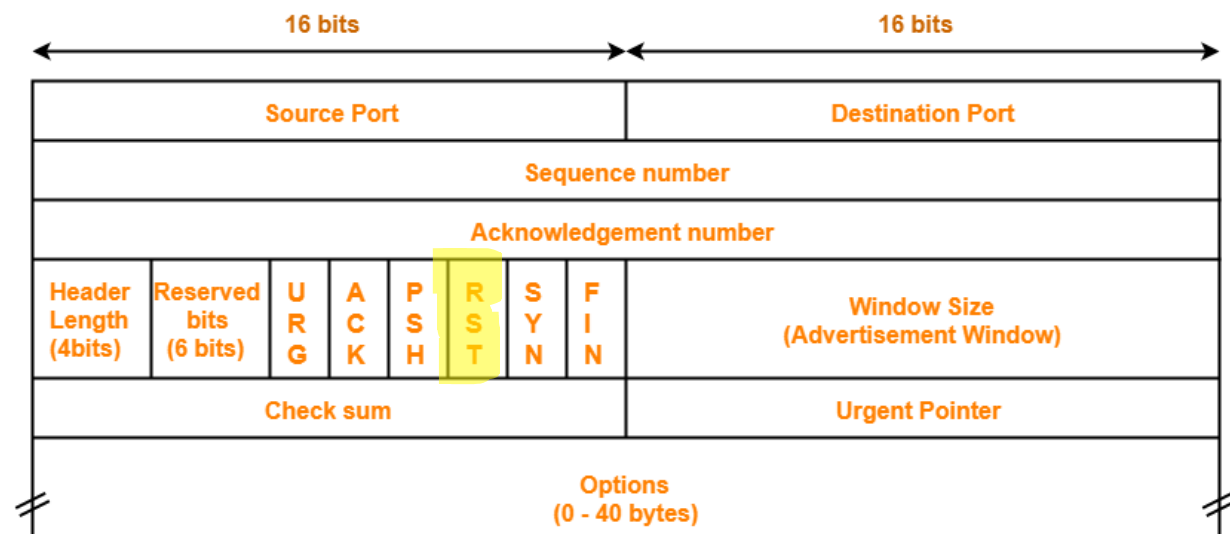 16 bits
16 bits
Source Port
Destination Port
Sequence number
Acknowledgement number
Header
Length
(4bits)
Reserved
bits
(6 bits)
U
R
G
A
C
K
P
S
H
R
S
T
S
Y
N
F
I
N
Window Size
(Advertisement Window)
Check sum
Urgent Pointer
Options
(0 - 40 bytes)